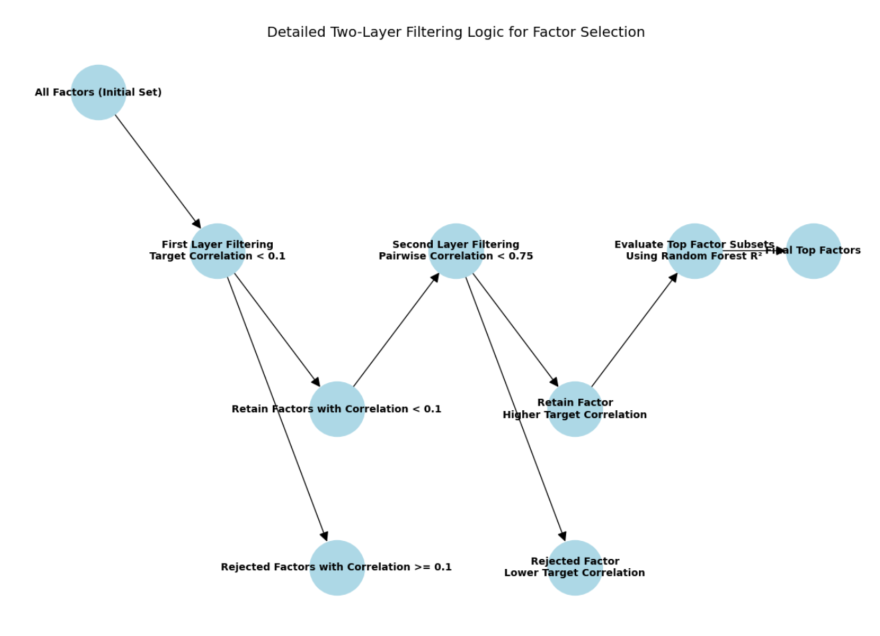 Detailed Two-Layer Filtering Logic for Factor Selection
All Factors (Initial Set)
First Layer Filtering
Target Correlation < 0.1
Second Layer Filtering
Pairwise Correlation < 0.75
Evaluate Top Factor Subsets
Using Random Forest R²
Final Top Factors
Retain Factors with Correlation < 0.1
Retain Factor
Higher Target Correlation
Rejected Factors with Correlation >= 0.1
Rejected Factor
Lower Target Correlation